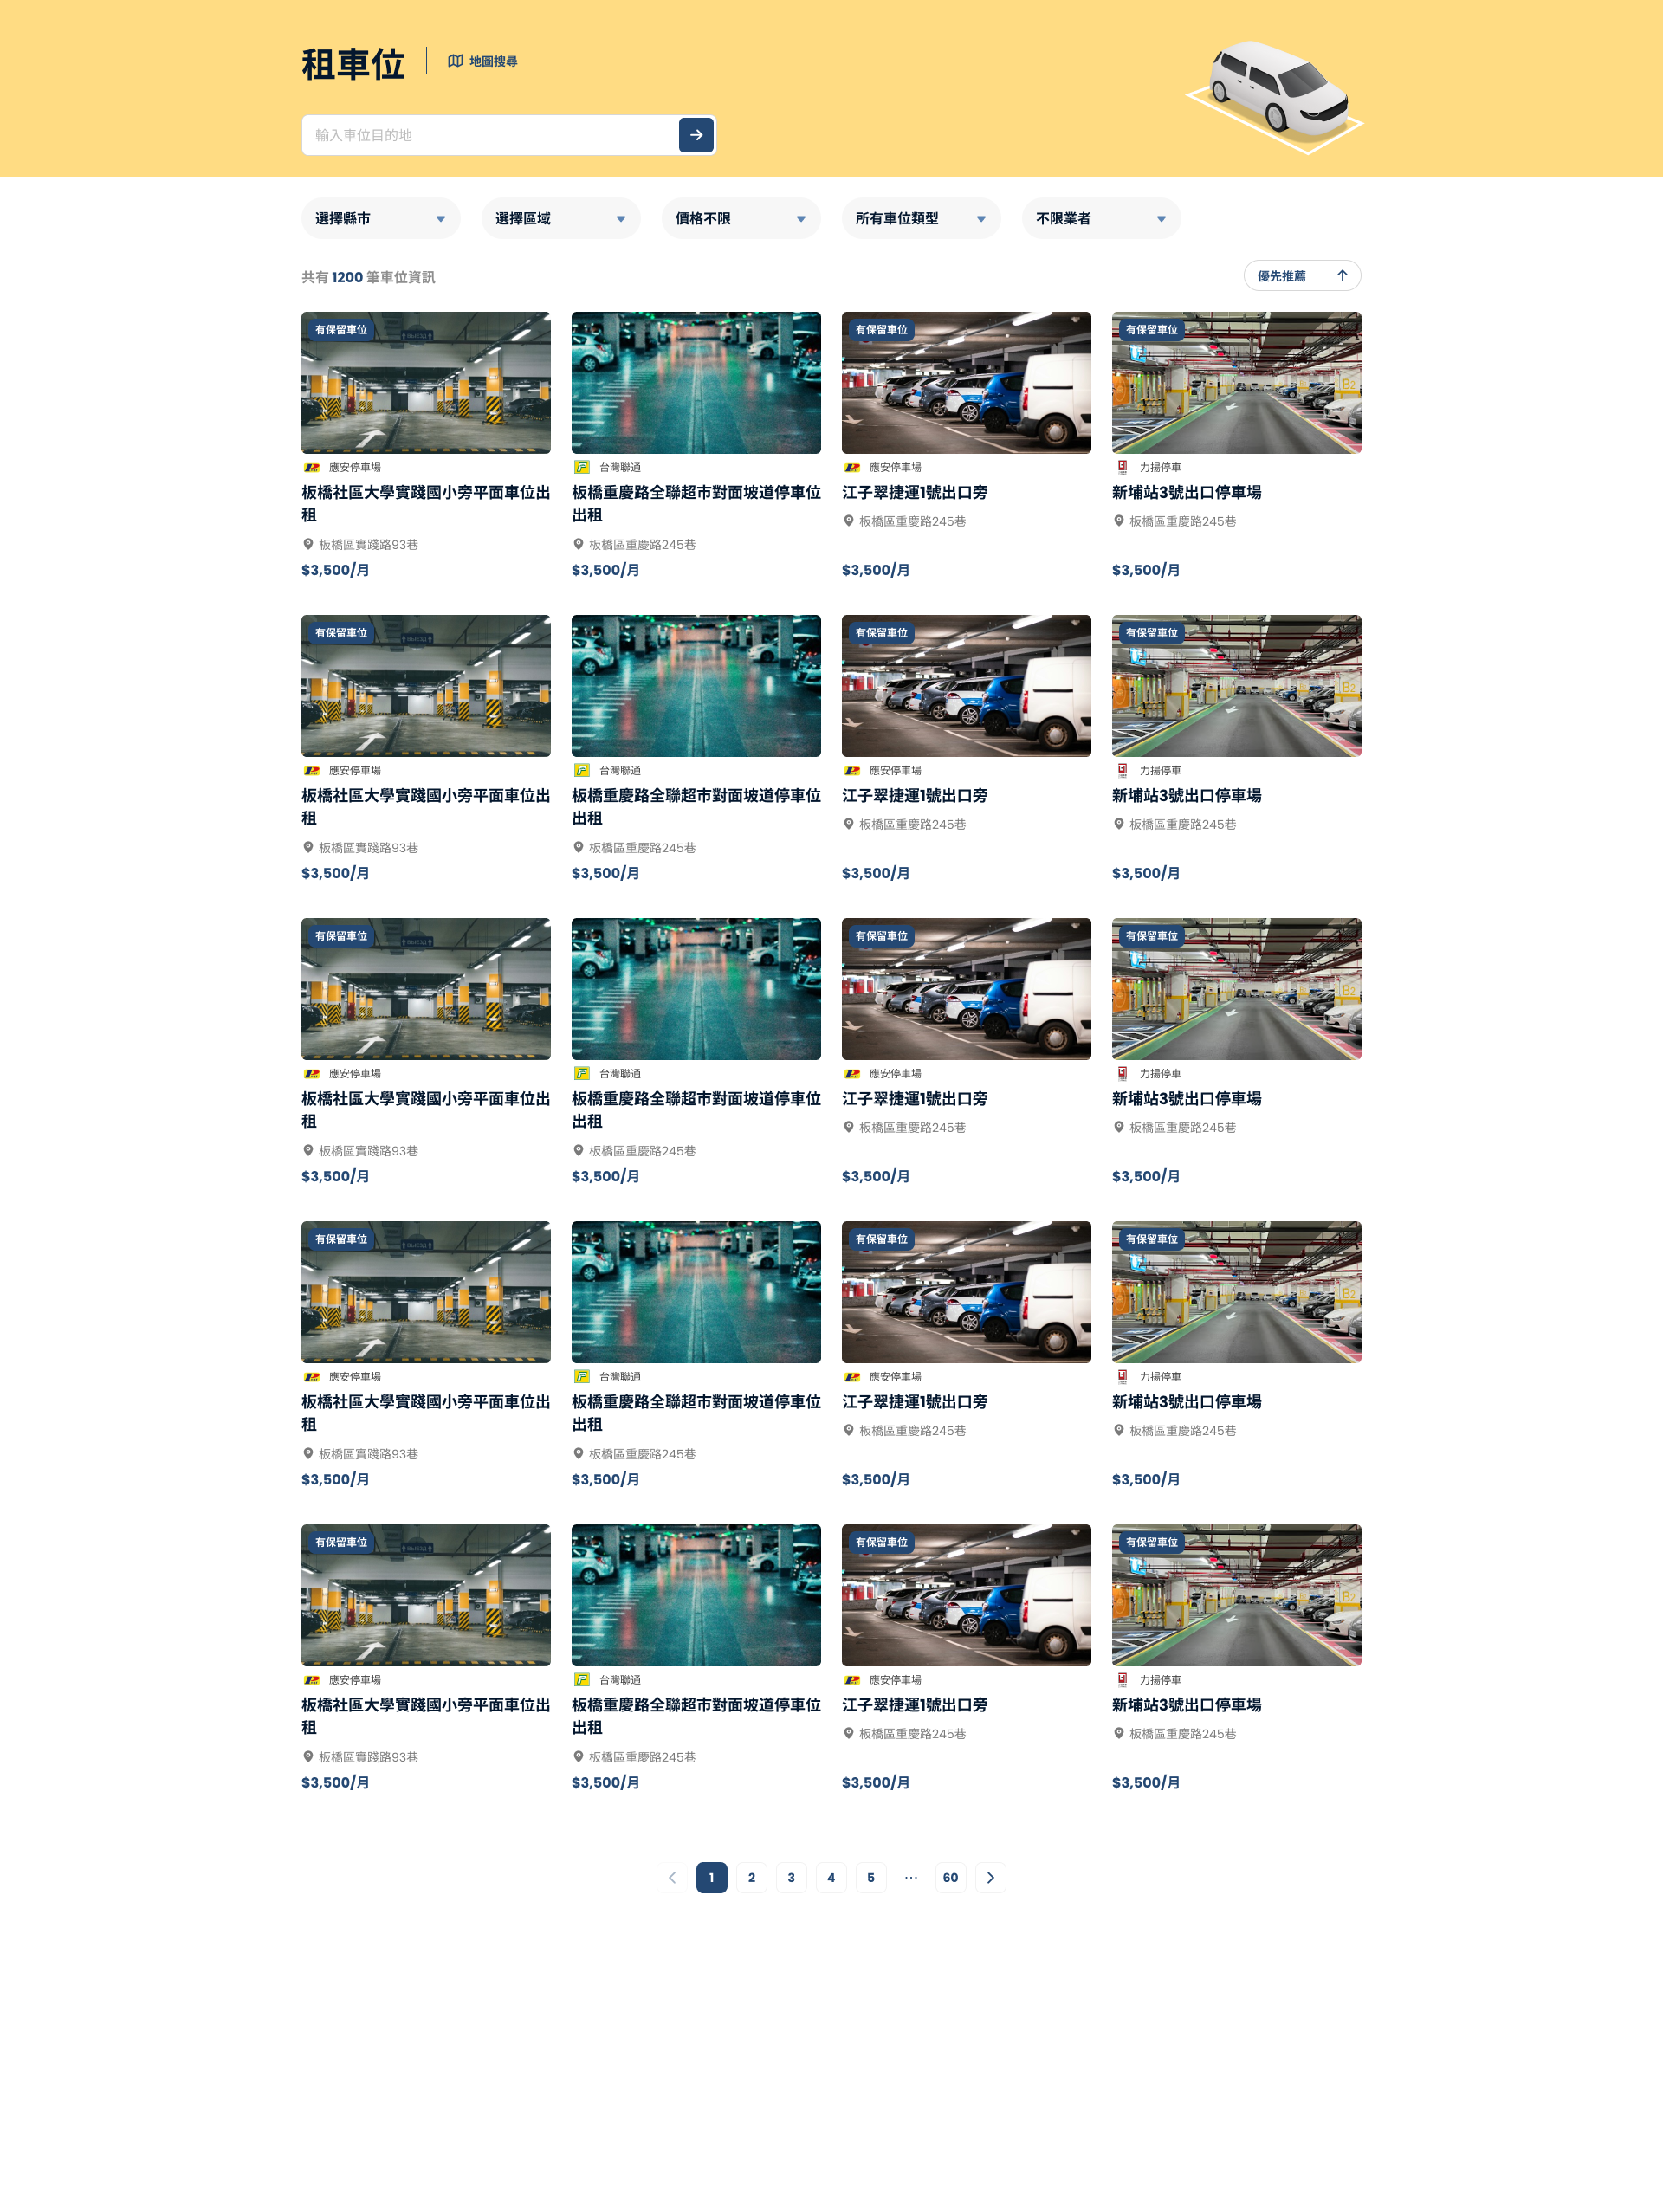 租車位
地圖搜尋
輸入車位目的地
選擇縣市 選擇區域 價格不限 所有車位類型 不限業者
共有 1200 筆車位資訊 優先推薦
有保留車位 有保留車位 有保留車位
應安停車場 台灣聯通 應安停車場 力揚停車
板橋社區大學實踐國小旁平面車位出 板橋重慶路全聯超市對面坡道停車位 江子翠捷運1號出口旁 新埔站3號出口停車場
租 出租 板橋區重慶路245巷 板橋區重慶路245巷
板橋區實踐路93巷 板橋區重慶路245巷
$3,500/月 $3,500/月 $3,500/月 $3,500/月
有保留車位 有保留車位 有保留車位
應安停車場 台灣聯通 應安停車場 力揚停車
板橋社區大學實踐國小旁平面車位出 板橋重慶路全聯超市對面坡道停車位 江子翠捷運1號出口旁 新埔站3號出口停車場
租 出租 板橋區重慶路245巷 板橋區重慶路245巷
板橋區實踐路93巷 板橋區重慶路245巷
$3,500/月 $3,500/月 $3,500/月 $3,500/月
有保留車位 有保留車位 有保留車位
應安停車場 台灣聯通 應安停車場 力揚停車
板橋社區大學實踐國小旁平面車位出 板橋重慶路全聯超市對面坡道停車位 江子翠捷運1號出口旁 新埔站3號出口停車場
租 出租 板橋區重慶路245巷 板橋區重慶路245巷
板橋區實踐路93巷 板橋區重慶路245巷
$3,500/月 $3,500/月 $3,500/月 $3,500/月
有保留車位 有保留車位 有保留車位
應安停車場 台灣聯通 應安停車場 力揚停車
板橋社區大學實踐國小旁平面車位出 板橋重慶路全聯超市對面坡道停車位 江子翠捷運1號出口旁 新埔站3號出口停車場
租 出租 板橋區重慶路245巷 板橋區重慶路245巷
板橋區實踐路93巷 板橋區重慶路245巷
$3,500/月 $3,500/月 $3,500/月 $3,500/月
有保留車位 有保留車位 有保留車位
應安停車場 台灣聯通 應安停車場 力揚停車
板橋社區大學實踐國小旁平面車位出 板橋重慶路全聯超市對面坡道停車位 江子翠捷運1號出口旁 新埔站3號出口停車場
租 出租 板橋區重慶路245巷 板橋區重慶路245巷
板橋區實踐路93巷 板橋區重慶路245巷
$3,500/月 $3,500/月 $3,500/月 $3,500/月
1 2 3 4 5 ··· 60